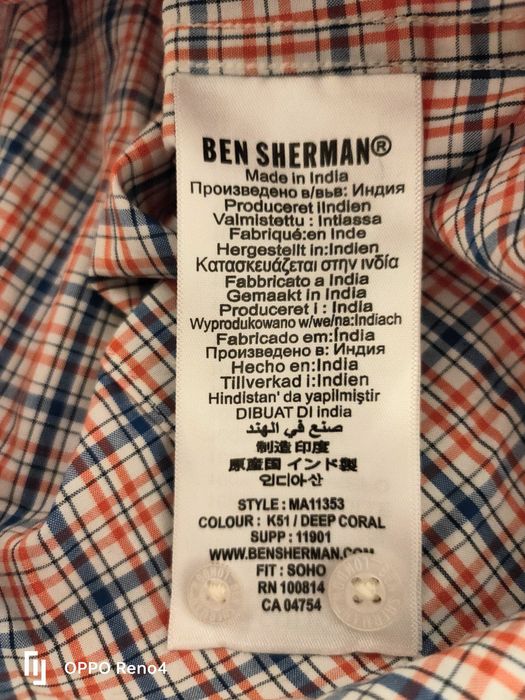 BEN SHERMAN®
Made in India
Произведено в/вьв: Индия
Produceret iIndien
Valmistettu : Intiassa
Fabriqué:en Inde
Hergestellt in:Indien
Κατασκευάζεται στην ινδία
Fabbricato a India
Gemaakt in India
Produceret i : India
Wyprodukowano w/we/na:Indiach
Fabricado em:India
Произведено в: Индия
Hecho en:India
Tillverkad i:Indien
Hindistan' da yapilmiştir
DIBUAT DI india
صنع في الهند
制造 印度
原産国 インド製
인디아산
STYLE : MA11353
COLOUR : K51 / DEEP CORAL
SUPP : 11901
WWW.BENSHERMAN.COM
FIT : SOHO
RN 100814
CA 04754
OPPO Reno4